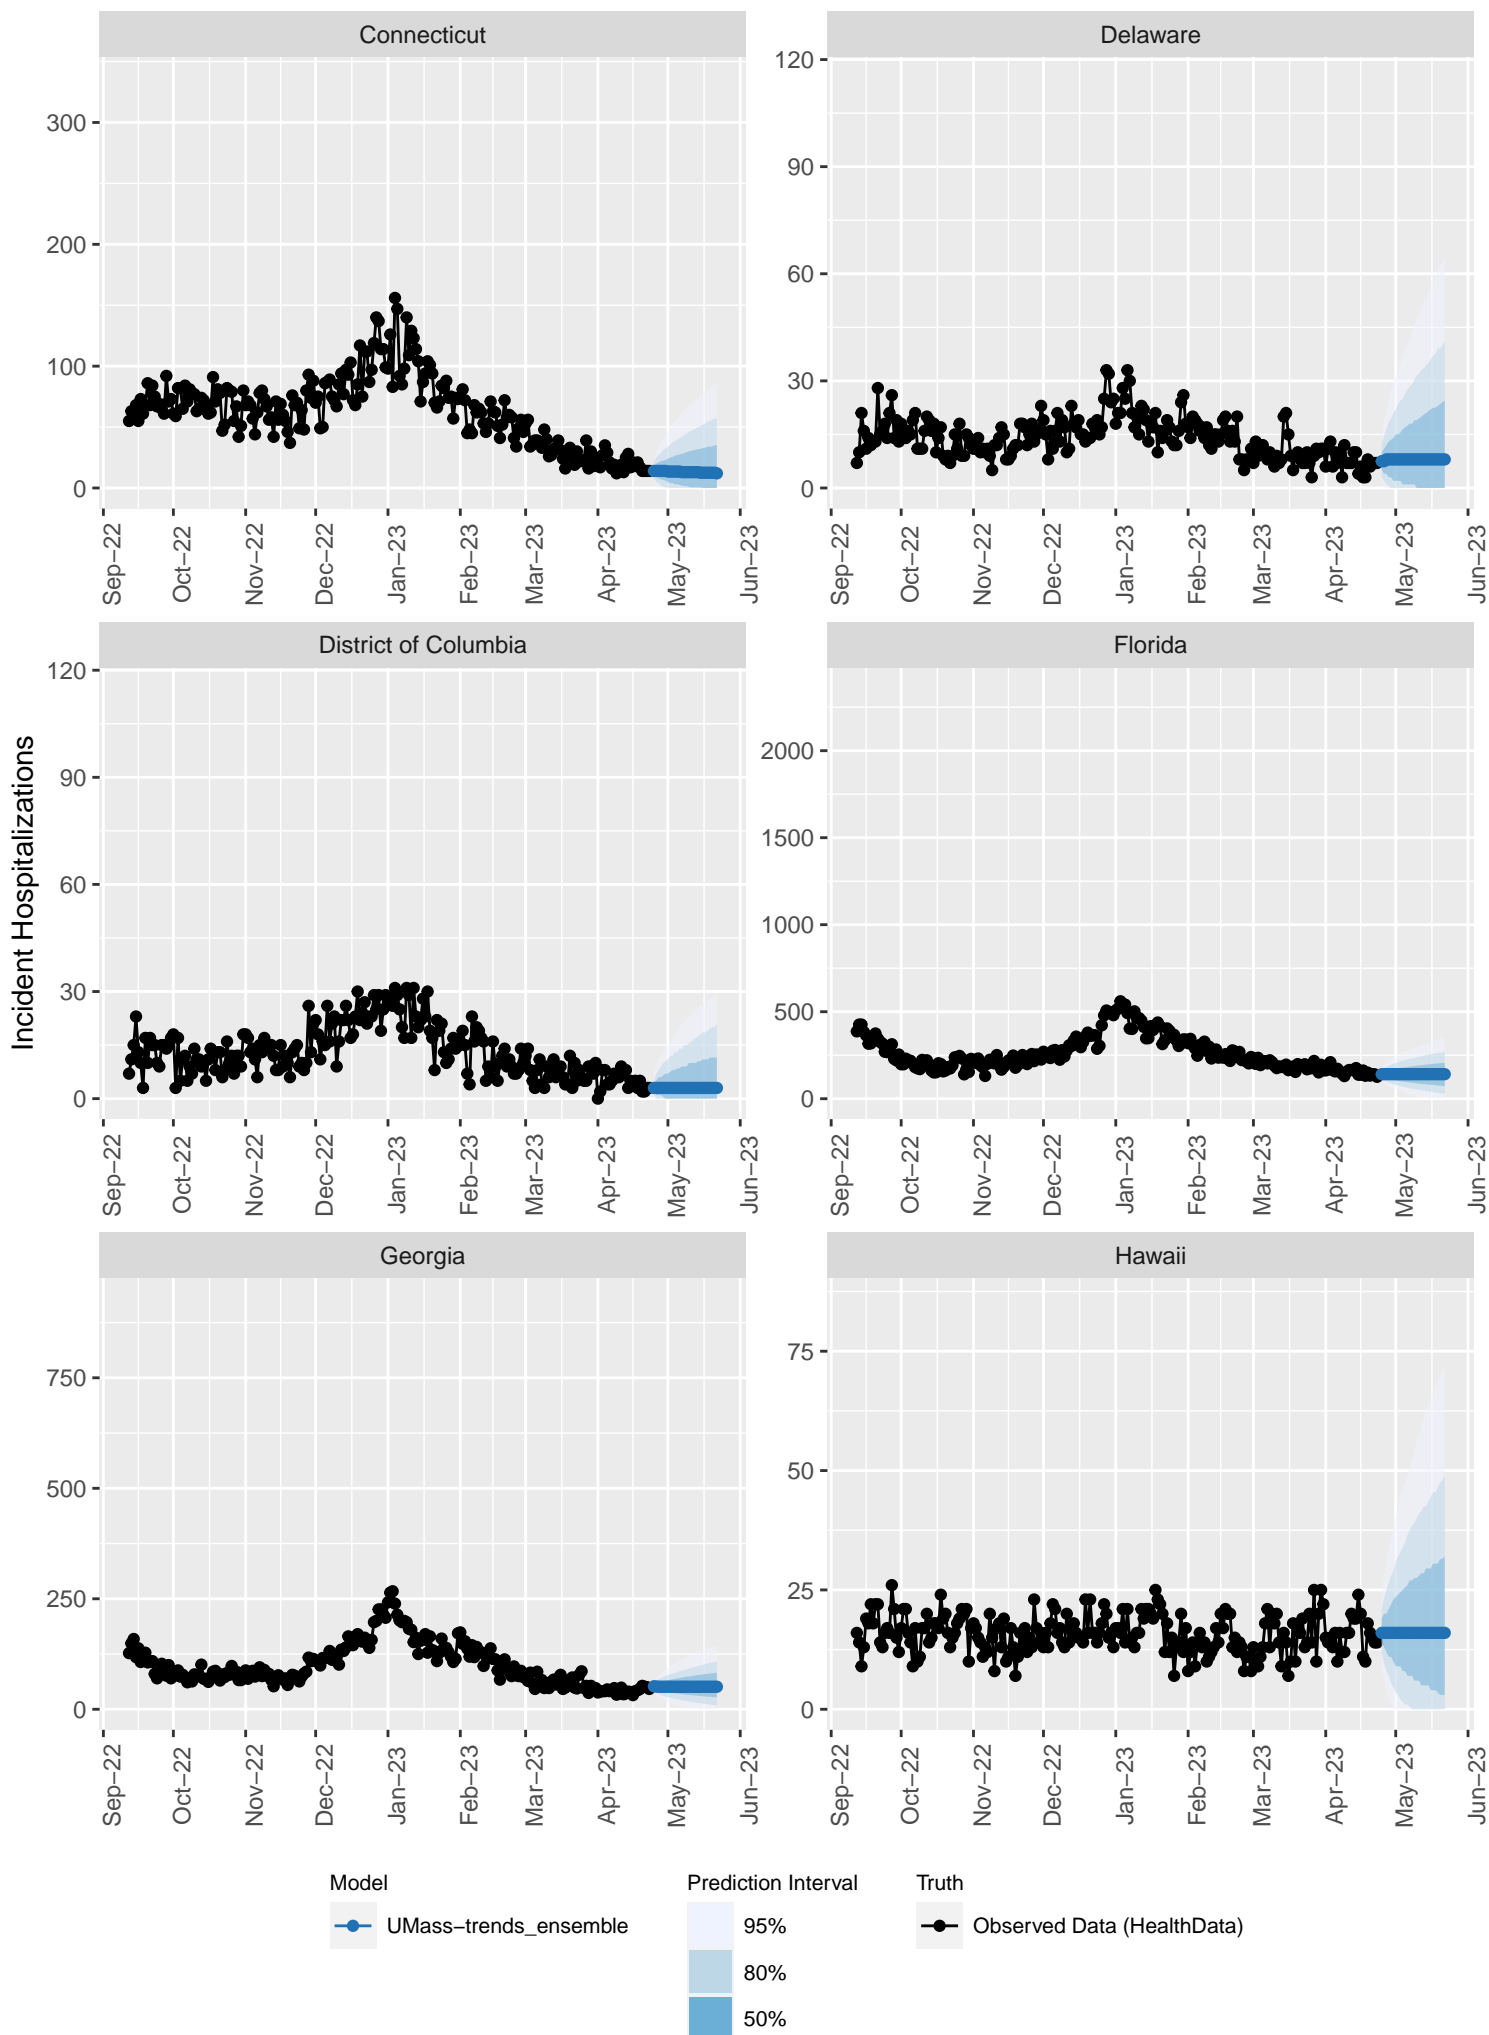 Connecticut
Delaware
300
200
100
0
120
90
60
30
0
Sep−22
Oct−22
Nov−22
Dec−22
Jan−23
Feb−23
Mar−23
Apr−23
May−23
Jun−23
Sep−22
Oct−22
Nov−22
Dec−22
Jan−23
Feb−23
Mar−23
Apr−23
May−23
Jun−23
District of Columbia
Florida
Incident Hospitalizations
120
90
60
30
0
2000
1500
1000
500
0
Sep−22
Oct−22
Nov−22
Dec−22
Jan−23
Feb−23
Mar−23
Apr−23
May−23
Jun−23
Sep−22
Oct−22
Nov−22
Dec−22
Jan−23
Feb−23
Mar−23
Apr−23
May−23
Jun−23
Georgia
Hawaii
750
500
250
0
75
50
25
0
Sep−22
Oct−22
Nov−22
Dec−22
Jan−23
Feb−23
Mar−23
Apr−23
May−23
Jun−23
Sep−22
Oct−22
Nov−22
Dec−22
Jan−23
Feb−23
Mar−23
Apr−23
May−23
Jun−23
Model
UMass−trends_ensemble
Prediction Interval
95%
80%
50%
Truth
Observed Data (HealthData)